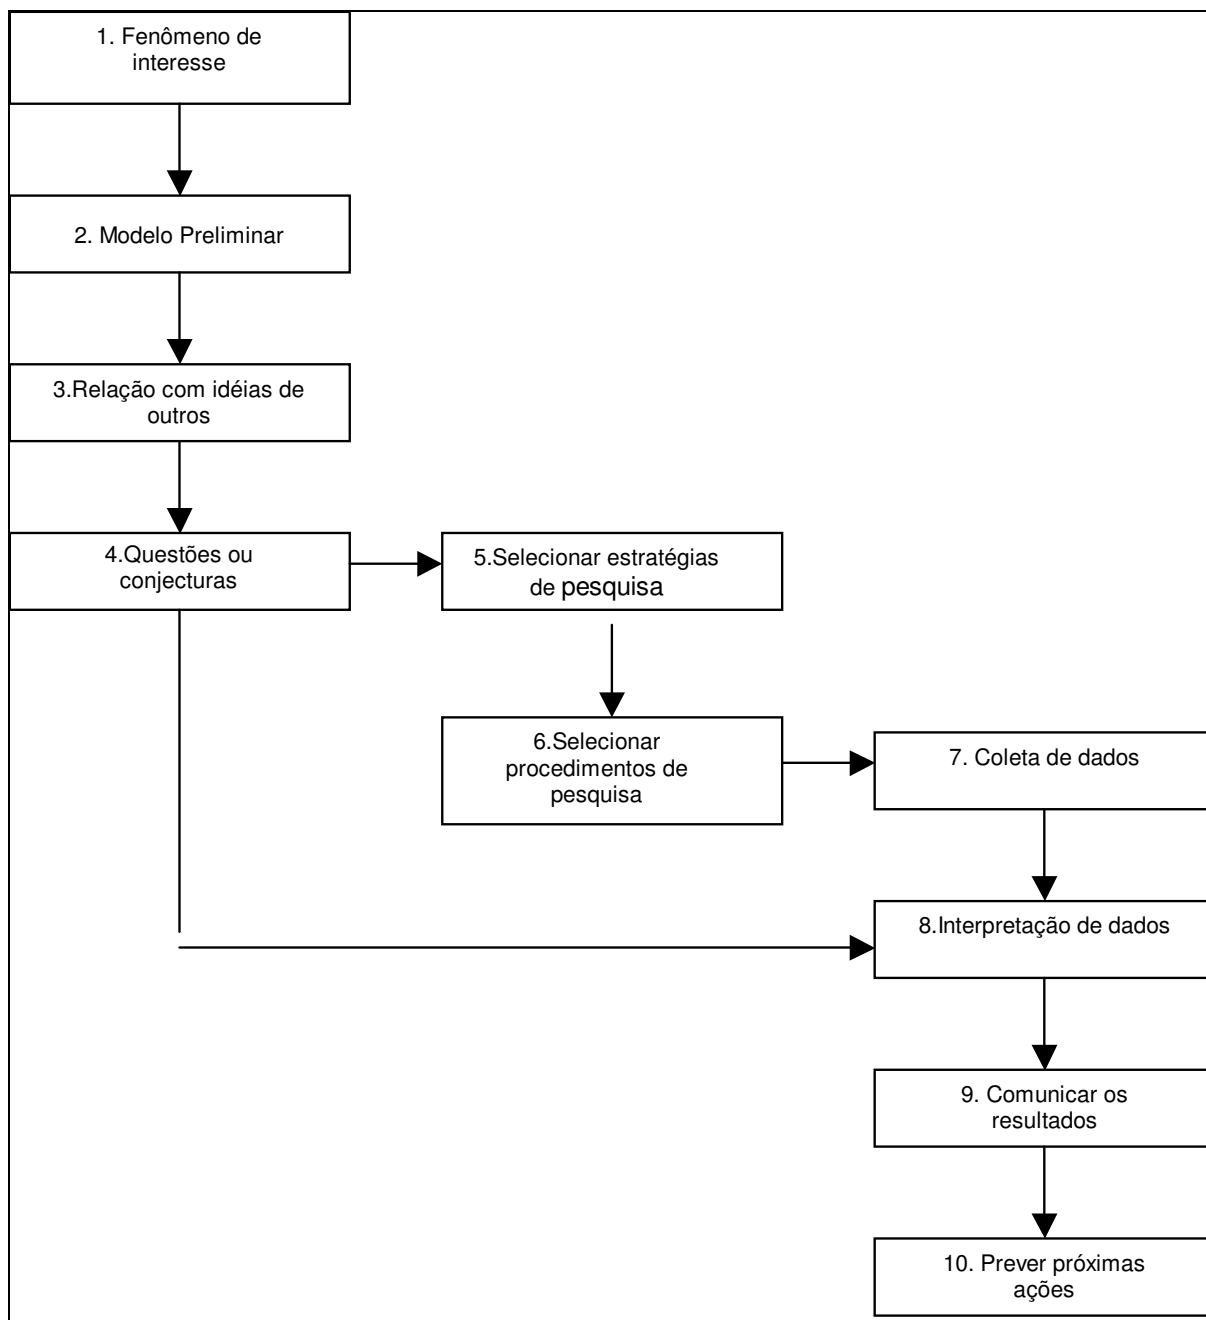 1. Fenômeno de
interesse
2. Modelo Preliminar
3.Relação com idéias de
outros
4.Questões ou
conjecturas
5.Selecionar estratégias
de pesquisa
6.Selecionar
procedimentos de
pesquisa
7. Coleta de dados
8.Interpretação de dados
9. Comunicar os
resultados
10. Prever próximas
ações